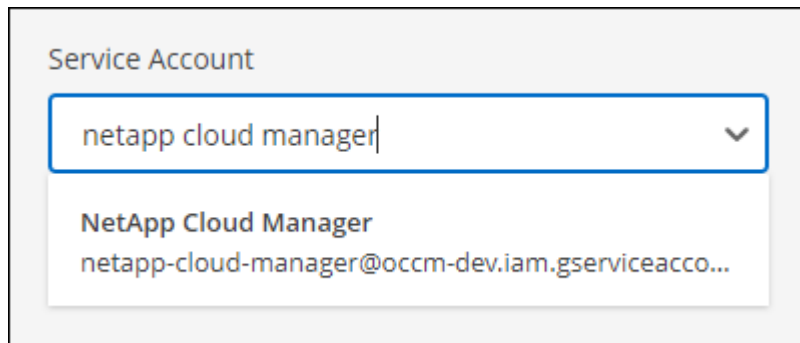 Service Account
netapp cloud manager
NetApp Cloud Manager
netapp-cloud-manager@occm-dev.iam.gserviceacco...